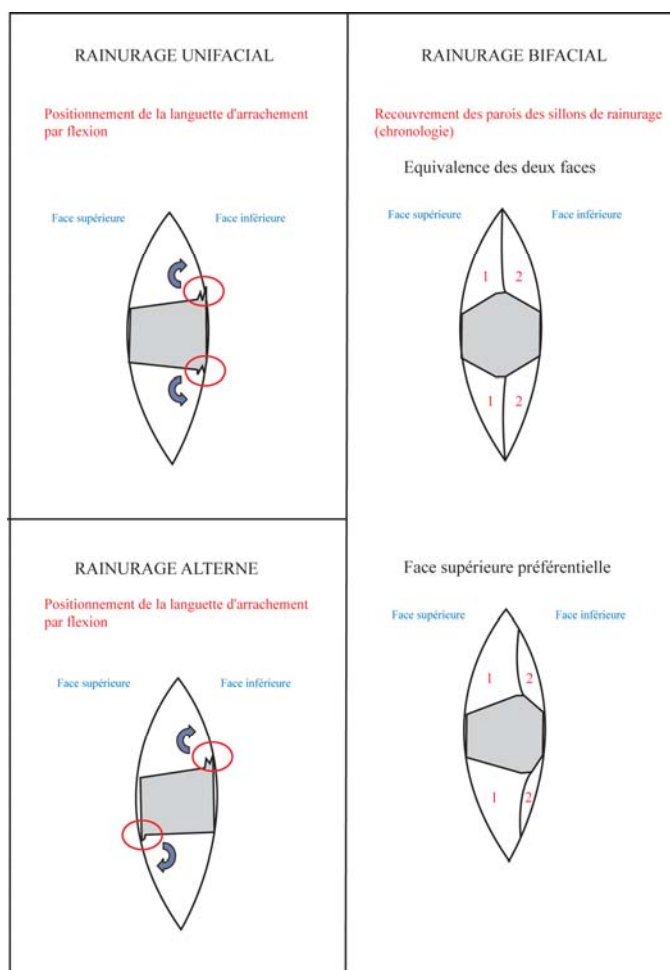 RAINURAGE UNIFACIAL
Positionnement de la languette d'arrachement
par flexion
Face supérieure
Face inférieure
RAINURAGE BIFACIAL
Recouvrement des parois des sillons de rainurage
(chronologie)
Equivalence des deux faces
Face supérieure
Face inférieure
1
2
1
2
RAINURAGE ALTERNE
Positionnement de la languette d'arrachement
par flexion
Face supérieure
Face inférieure
Face supérieure préférentielle
Face supérieure
Face inférieure
1
2
1
2